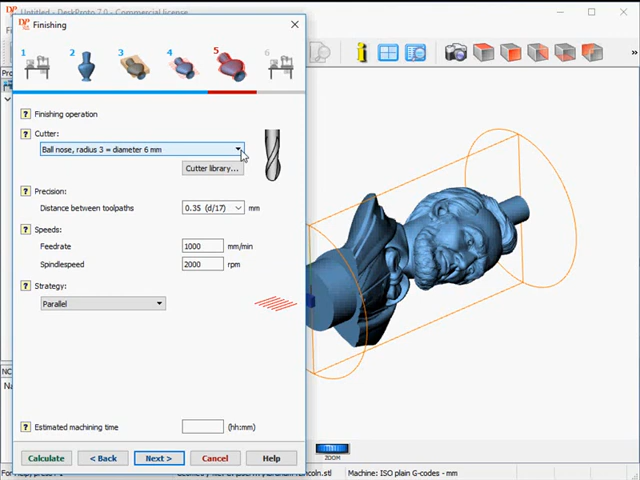 Untitled - DeskProto 7.0 - Commercial license
Finishing
1
2
3
4
5
6
Finishing operation
Cutter:
Ball nose, radius 3 = diameter 6 mm
Cutter library...
Precision:
Distance between toolpaths
0.35 (d/17)
mm
Speeds:
Feedrate
1000
mm/min
Spindlespeed
2000
rpm
Strategy:
Parallel
Estimated machining time
(hh:mm)
Calculate
< Back
Next >
Cancel
Help
ZOOM
Machine: ISO plain G-codes - mm